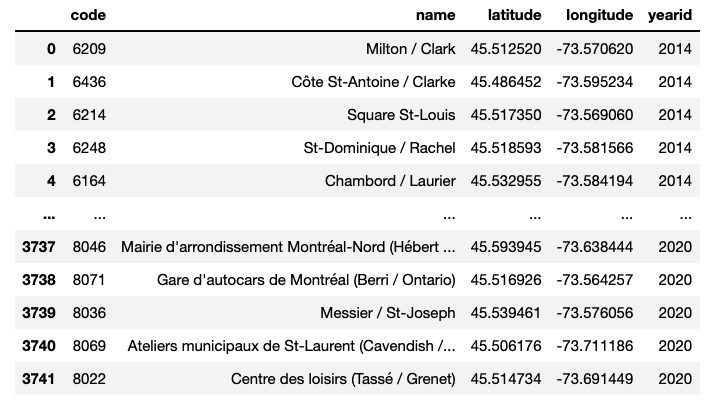 code name latitude longitude yearid
0 6209 Milton / Clark 45.512520 -73.570620 2014
1 6436 Côte St-Antoine / Clarke 45.486452 -73.595234 2014
2 6214 Square St-Louis 45.517350 -73.569060 2014
3 6248 St-Dominique / Rachel 45.518593 -73.581566 2014
4 6164 Chambord / Laurier 45.532955 -73.584194 2014
... ... ... ... ... ...
3737 8046 Mairie d'arrondissement Montréal-Nord (Hébert ... 45.593945 -73.638444 2020
3738 8071 Gare d'autocars de Montréal (Berri / Ontario) 45.516926 -73.564257 2020
3739 8036 Messier / St-Joseph 45.539461 -73.576056 2020
3740 8069 Ateliers municipaux de St-Laurent (Cavendish /... 45.506176 -73.711186 2020
3741 8022 Centre des loisirs (Tassé / Grenet) 45.514734 -73.691449 2020